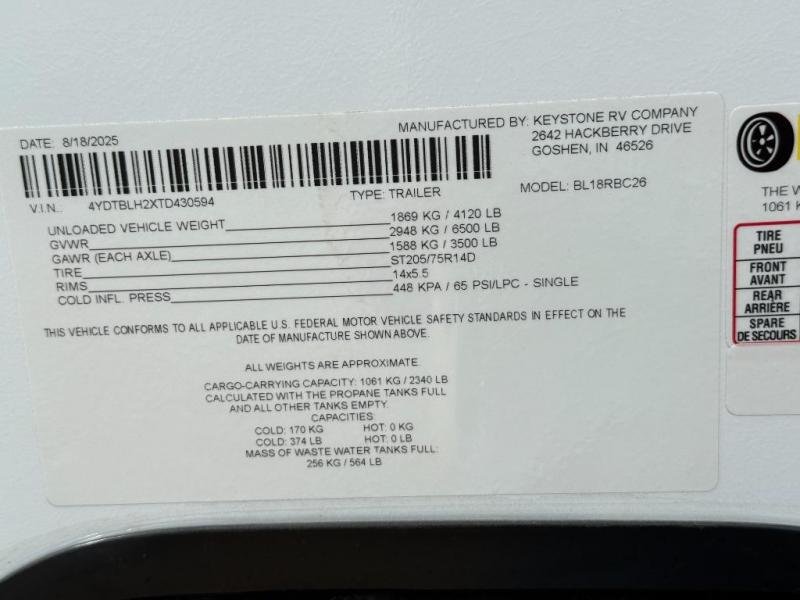 DATE: 8/18/2025
MANUFACTURED BY: KEYSTONE RV COMPANY
2642 HACKBERRY DRIVE
GOSHEN, IN 46526
V.I.N.: 4YDTBLH2XTD430594 TYPE: TRAILER MODEL: BL18RBC26
UNLOADED VEHICLE WEIGHT 1869 KG / 4120 LB
GVWR 2948 KG / 6500 LB
GAWR (EACH AXLE) 1588 KG / 3500 LB
TIRE ST205/75R14D
RIMS 14x5.5
COLD INFL. PRESS 448 KPA / 65 PSI/LPC - SINGLE
THIS VEHICLE CONFORMS TO ALL APPLICABLE U.S. FEDERAL MOTOR VEHICLE SAFETY STANDARDS IN EFFECT ON THE
DATE OF MANUFACTURE SHOWN ABOVE.
ALL WEIGHTS ARE APPROXIMATE.
CARGO-CARRYING CAPACITY: 1061 KG / 2340 LB
CALCULATED WITH THE PROPANE TANKS FULL
AND ALL OTHER TANKS EMPTY.
CAPACITIES:
COLD: 170 KG HOT: 0 KG
COLD: 374 LB HOT: 0 LB
MASS OF WASTE WATER TANKS FULL:
256 KG / 564 LB
THE
1061
TIRE
PNEU
FRONT
AVANT
REAR
ARRIÈRE
SPARE
DE SECOURS